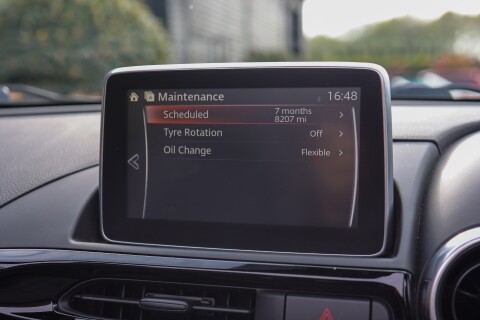 Maintenance 16:48
Scheduled 7 months
8207 mi
Tyre Rotation Off
Oil Change Flexible